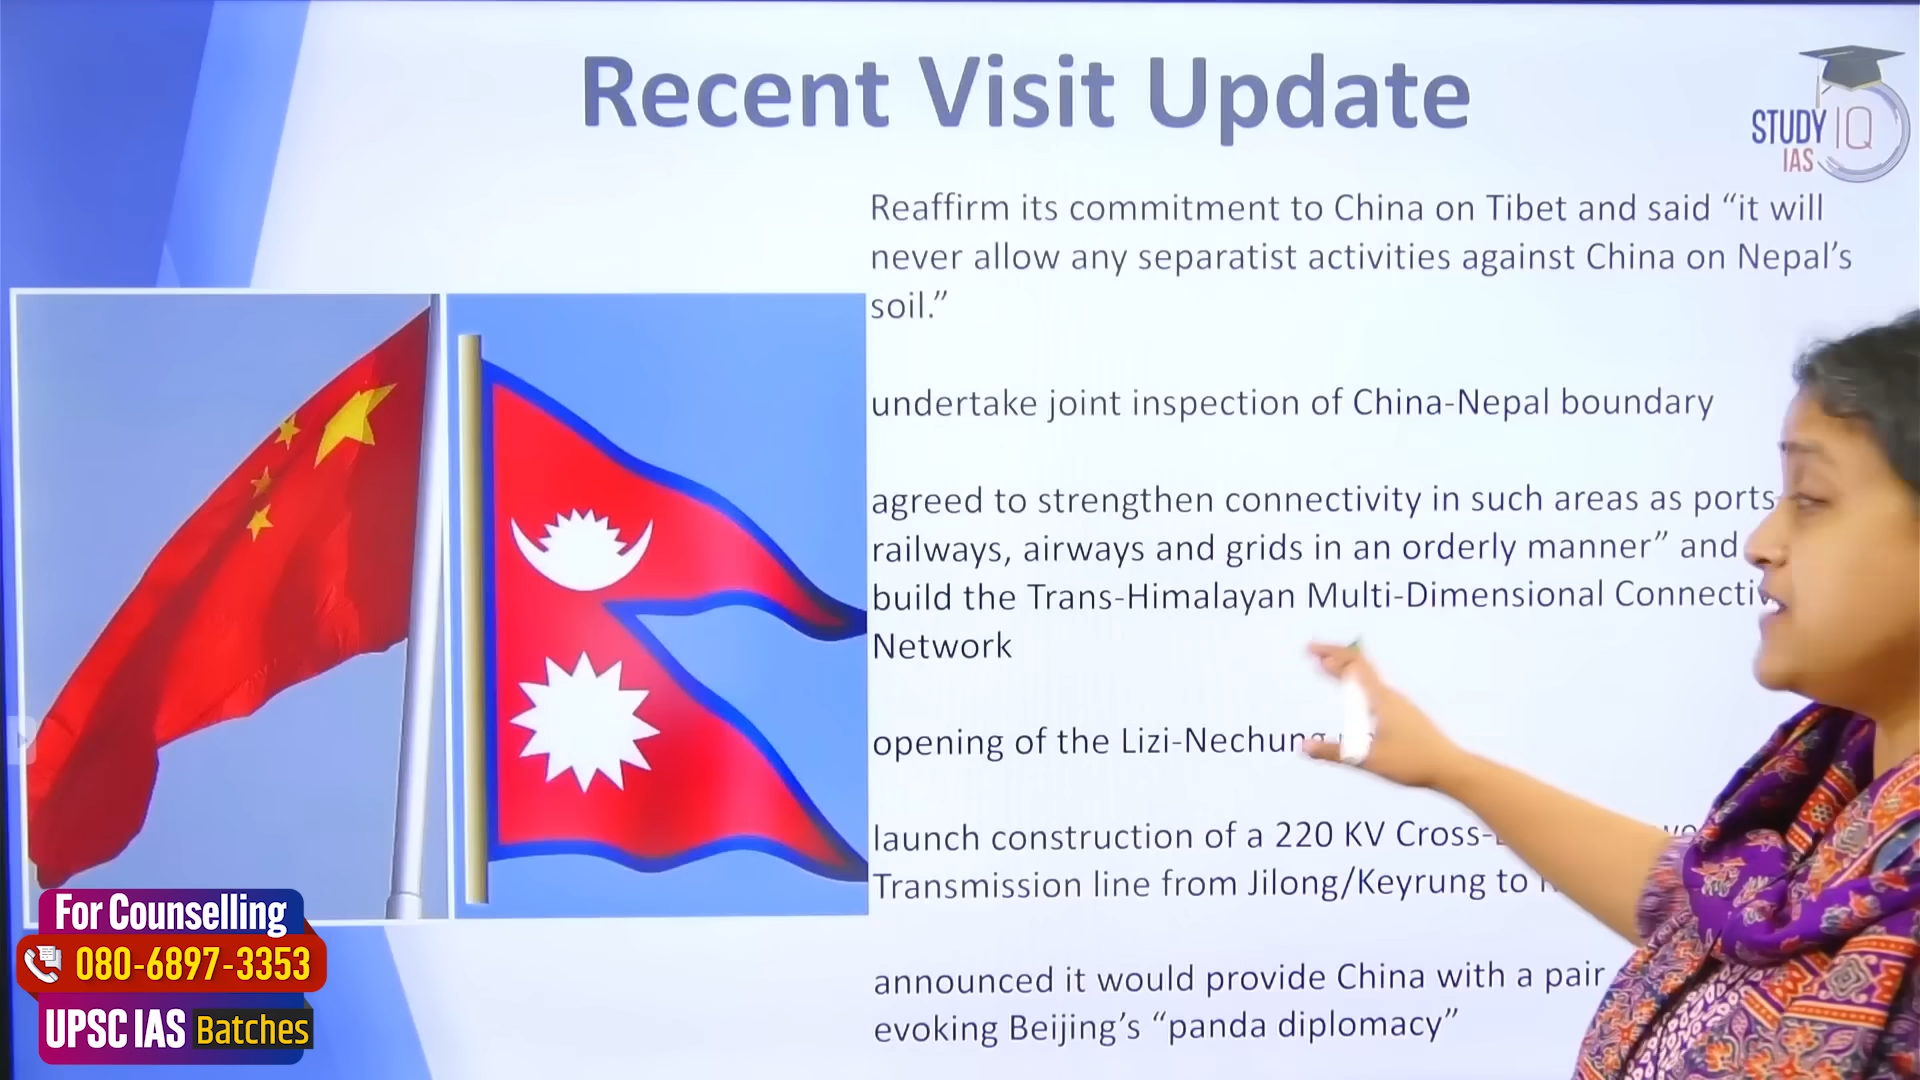 Recent Visit Update
STUDY IQ
IAS
Reaffirm its commitment to China on Tibet and said “it will
never allow any separatist activities against China on Nepal’s
soil.”
undertake joint inspection of China-Nepal boundary
agreed to strengthen connectivity in such areas as ports
railways, airways and grids in an orderly manner” and
build the Trans-Himalayan Multi-Dimensional
Network
opening of the Lizi-Nechung
launch construction of a 220 KV
Transmission line from Jilong/Keyrung to
announced it would provide China with a pair
evoking Beijing’s “panda diplomacy”
For Counselling
080-6897-3353
UPSC IAS Batches